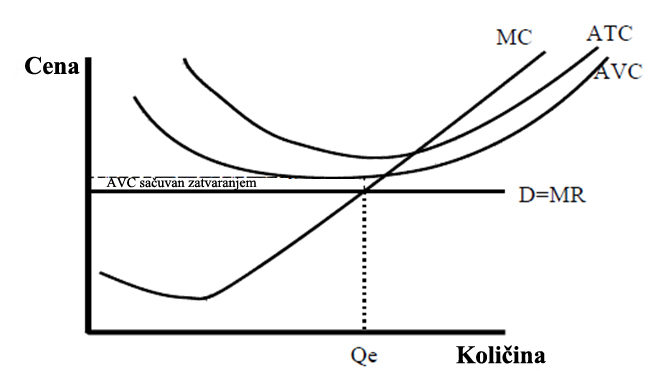 MC
ATC
Cena
AVC
AVC sačuvan zatvaranjem
D=MR
Qe
Količina